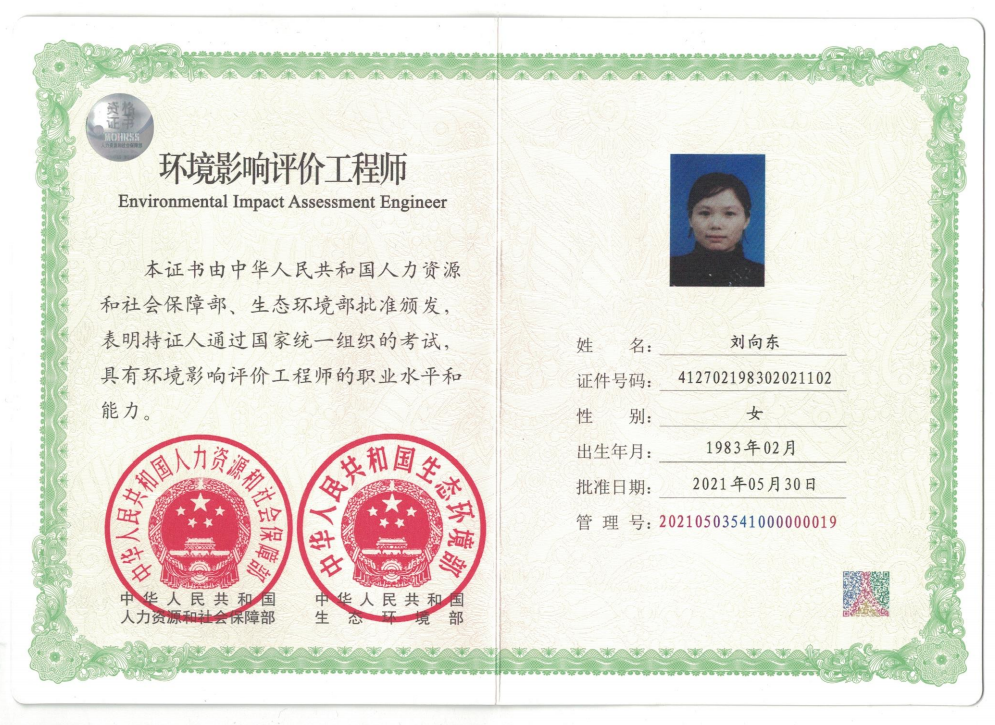 资格
证书
MOHRSS
环境影响评价工程师
Environmental Impact Assessment Engineer
本证书由中华人民共和国人力资源
和社会保障部、生态环境部批准颁发，
表明持证人通过国家统一组织的考试，
具有环境影响评价工程师的职业水平和
能力。
中华人民共和国人力资源和社会保障部
中华人民共和国生态环境部
中华人民共和国
人力资源和社会保障部
中华人民共和国
生态环境部
姓 名： 刘向东
证件号码： 412702198302021102
性 别： 女
出生年月： 1983年02月
批准日期： 2021年05月30日
管 理 号： 20210503541000000019